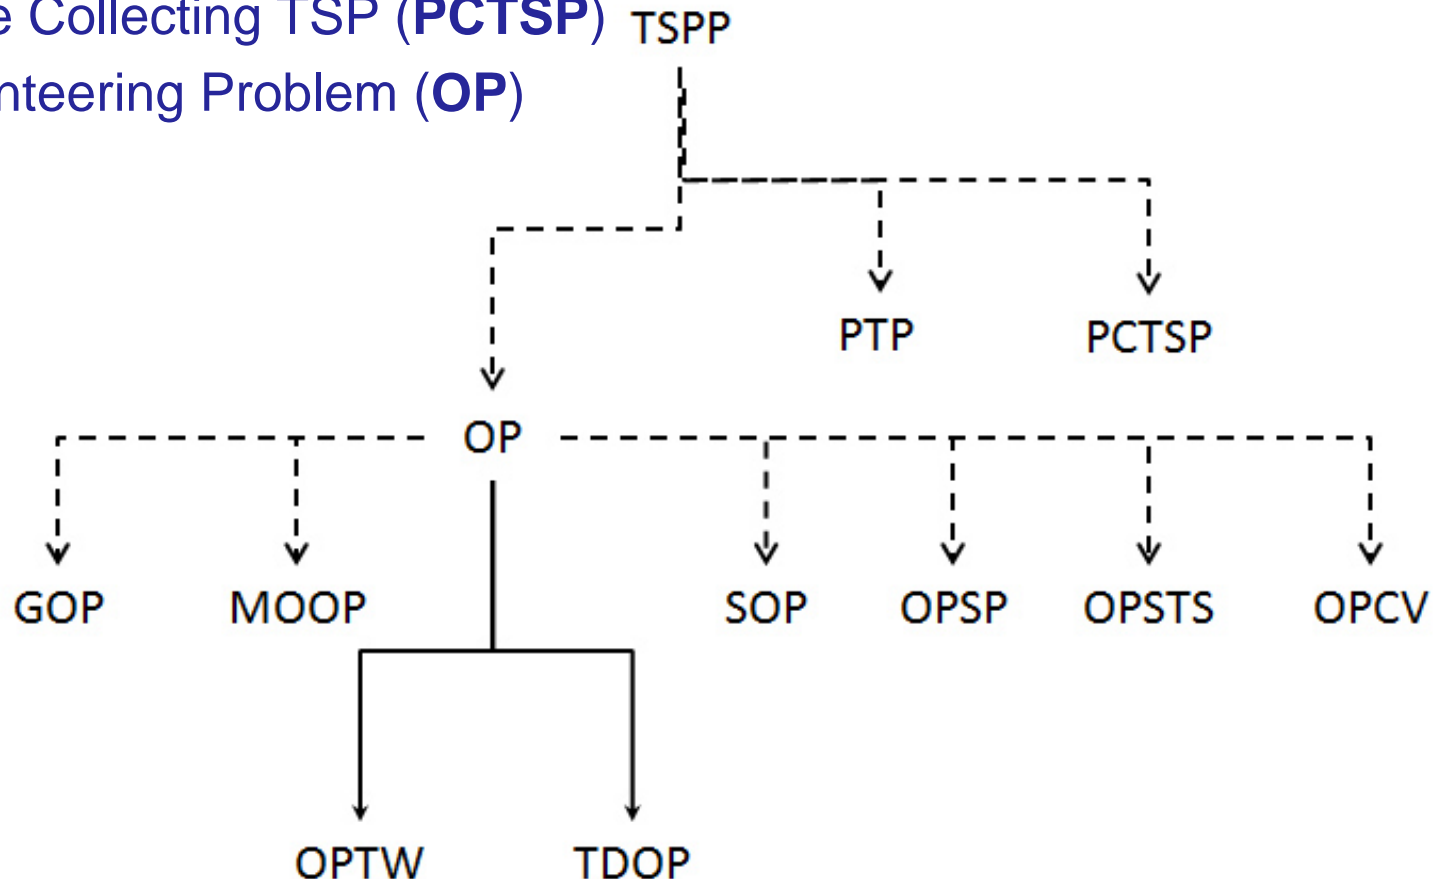 e Collecting TSP (PCTSP)
TSPP
nteering Problem (OP)
PTP PCTSP
OP
GOP MOOP SOP OPSP OPSTS OPCV
OPTW TDOP